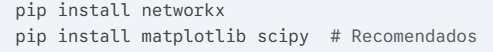 pip install networkx
pip install matplotlib scipy  # Recomendados